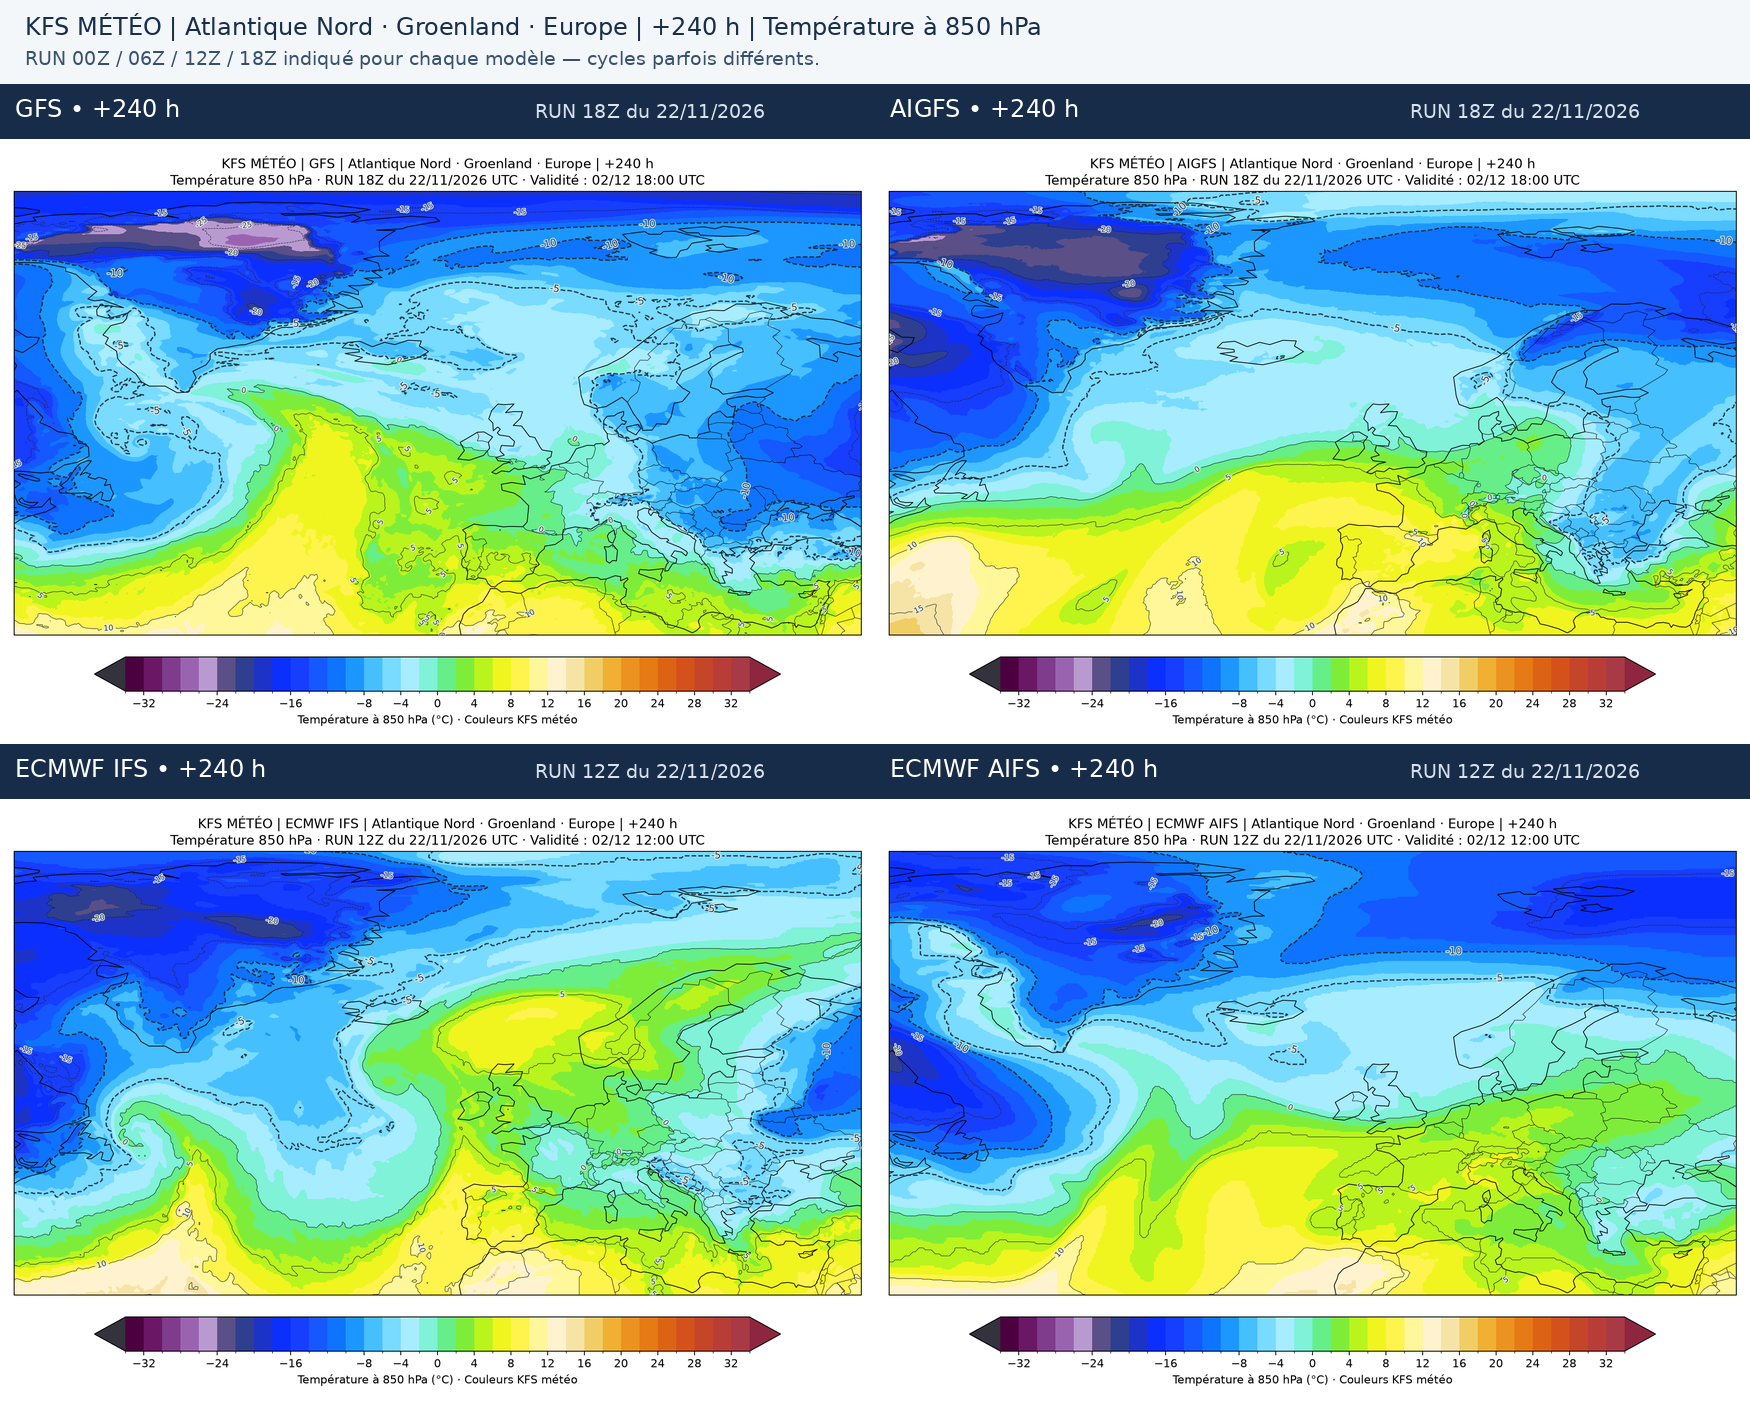 KFS MÉTÉO | Atlantique Nord · Groenland · Europe | +240 h | Température à 850 hPa
RUN 00Z / 06Z / 12Z / 18Z indiqué pour chaque modèle — cycles parfois différents.
GFS • +240 h RUN 18Z du 22/11/2026
AIGFS • +240 h RUN 18Z du 22/11/2026
KFS MÉTÉO | GFS | Atlantique Nord · Groenland · Europe | +240 h
Température 850 hPa · RUN 18Z du 22/11/2026 UTC · Validité : 02/12 18:00 UTC
KFS MÉTÉO | AIGFS | Atlantique Nord · Groenland · Europe | +240 h
Température 850 hPa · RUN 18Z du 22/11/2026 UTC · Validité : 02/12 18:00 UTC
−32 −24 −16 −8 −4 0 4 8 12 16 20 24 28 32
Température à 850 hPa (°C) · Couleurs KFS météo
−32 −24 −16 −8 −4 0 4 8 12 16 20 24 28 32
Température à 850 hPa (°C) · Couleurs KFS météo
ECMWF IFS • +240 h RUN 12Z du 22/11/2026
ECMWF AIFS • +240 h RUN 12Z du 22/11/2026
KFS MÉTÉO | ECMWF IFS | Atlantique Nord · Groenland · Europe | +240 h
Température 850 hPa · RUN 12Z du 22/11/2026 UTC · Validité : 02/12 12:00 UTC
KFS MÉTÉO | ECMWF AIFS | Atlantique Nord · Groenland · Europe | +240 h
Température 850 hPa · RUN 12Z du 22/11/2026 UTC · Validité : 02/12 12:00 UTC
−32 −24 −16 −8 −4 0 4 8 12 16 20 24 28 32
Température à 850 hPa (°C) · Couleurs KFS météo
−32 −24 −16 −8 −4 0 4 8 12 16 20 24 28 32
Température à 850 hPa (°C) · Couleurs KFS météo